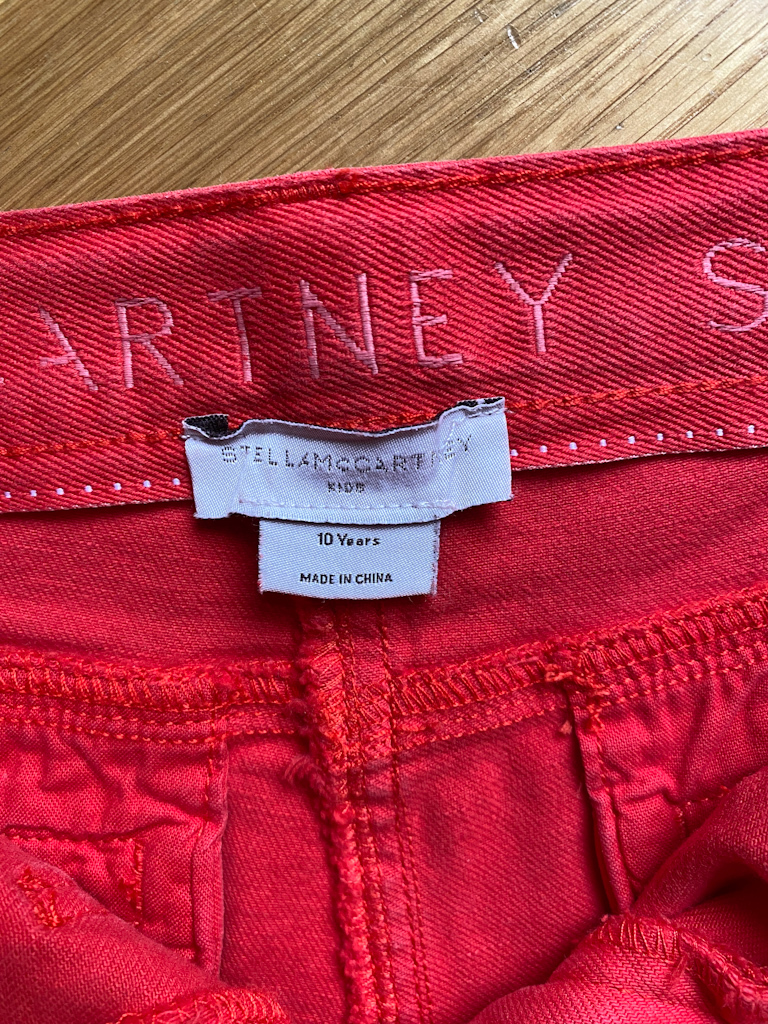 ARTNEY S
STELLAMcCARTNEY
KIDS
10 Years
MADE IN CHINA